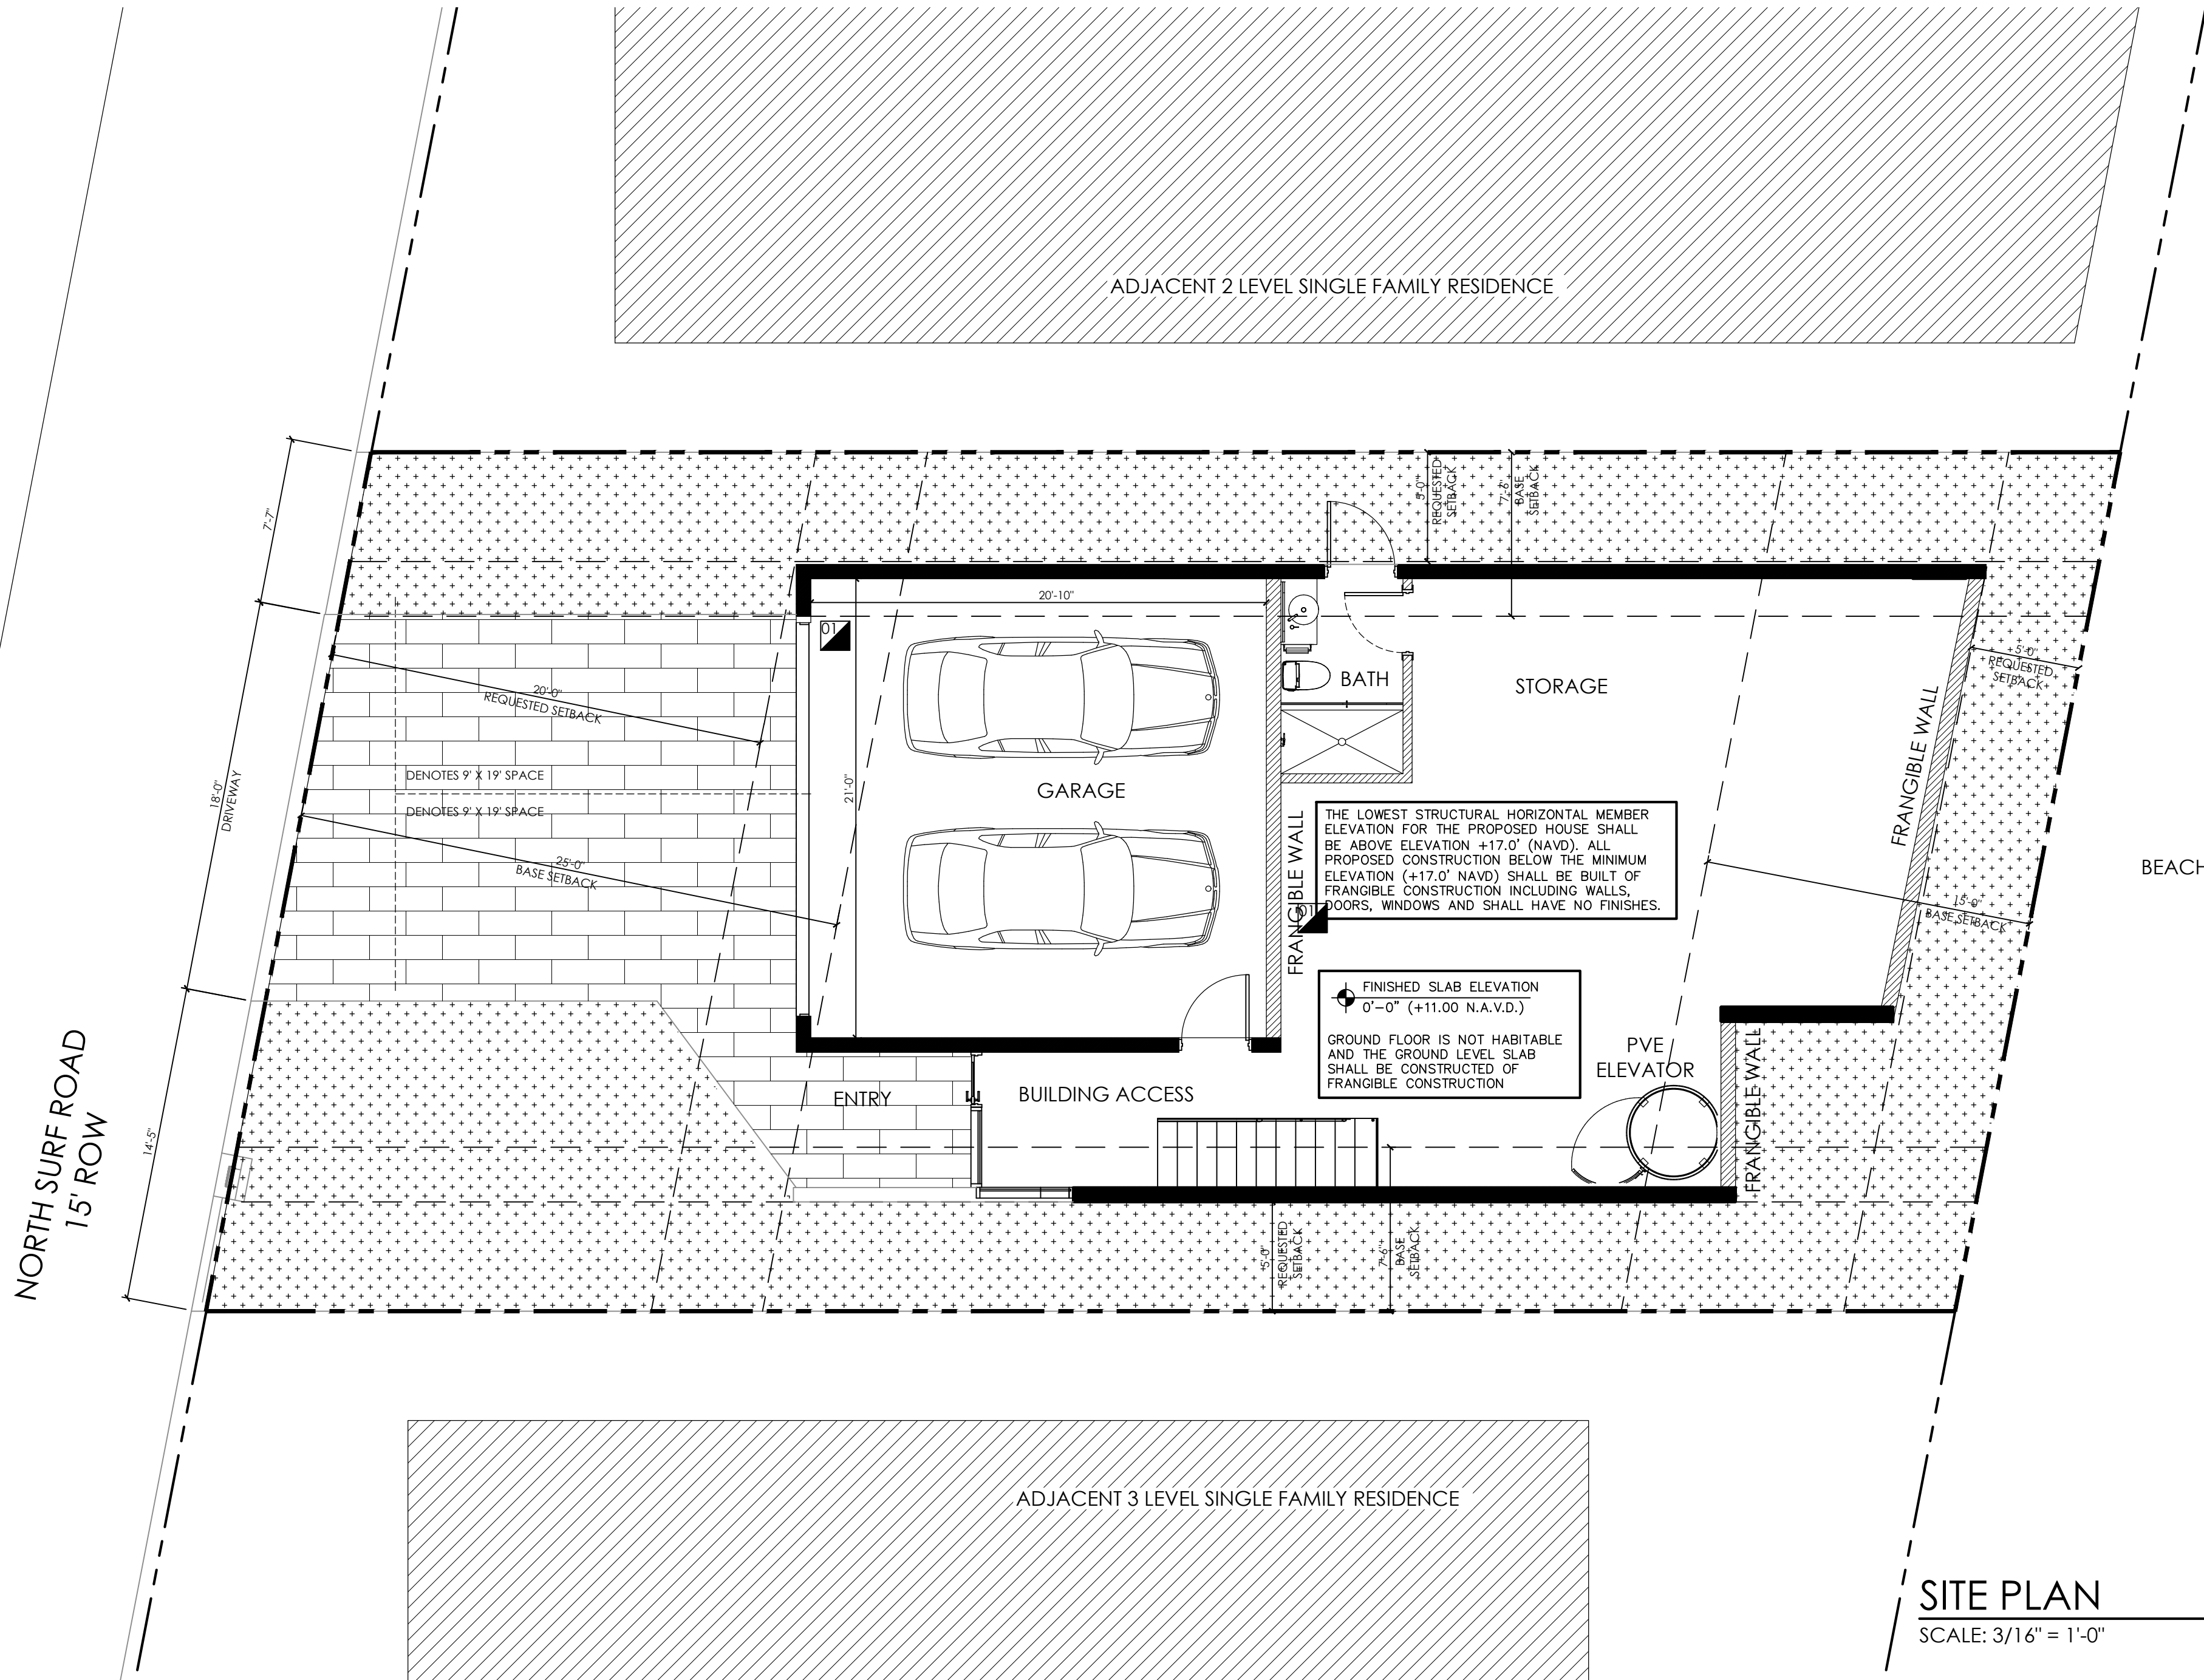 ADJACENT 2 LEVEL SINGLE FAMILY RESIDENCE
7'-7"
5'-0"
REQUESTED
SETBACK
7'-6"
BASE
SETBACK
20'-10"
01
20'-0"
REQUESTED SETBACK
BATH
STORAGE
5'-0"
REQUESTED
SETBACK
FRANGIBLE WALL
18'-0"
DRIVEWAY
DENOTES 9' X 19' SPACE
DENOTES 9' X 19' SPACE
21'-0"
GARAGE
25'-0"
BASE SETBACK
FRANGIBLE WALL
THE LOWEST STRUCTURAL HORIZONTAL MEMBER
ELEVATION FOR THE PROPOSED HOUSE SHALL
BE ABOVE ELEVATION +17.0' (NAVD). ALL
PROPOSED CONSTRUCTION BELOW THE MINIMUM
ELEVATION (+17.0' NAVD) SHALL BE BUILT OF
FRANGIBLE CONSTRUCTION INCLUDING WALLS,
DOORS, WINDOWS AND SHALL HAVE NO FINISHES.
01
BEACH
15'-0"
BASE SETBACK
FINISHED SLAB ELEVATION
0'-0" (+11.00 N.A.V.D.)
GROUND FLOOR IS NOT HABITABLE
AND THE GROUND LEVEL SLAB
SHALL BE CONSTRUCTED OF
FRANGIBLE CONSTRUCTION
PVE
ELEVATOR
FRANGIBLE WALL
ENTRY
BUILDING ACCESS
NORTH SURF ROAD
15' ROW
14'-5"
5'-0"
REQUESTED
SETBACK
7'-6"
BASE
SETBACK
ADJACENT 3 LEVEL SINGLE FAMILY RESIDENCE
SITE PLAN
SCALE: 3/16" = 1'-0"